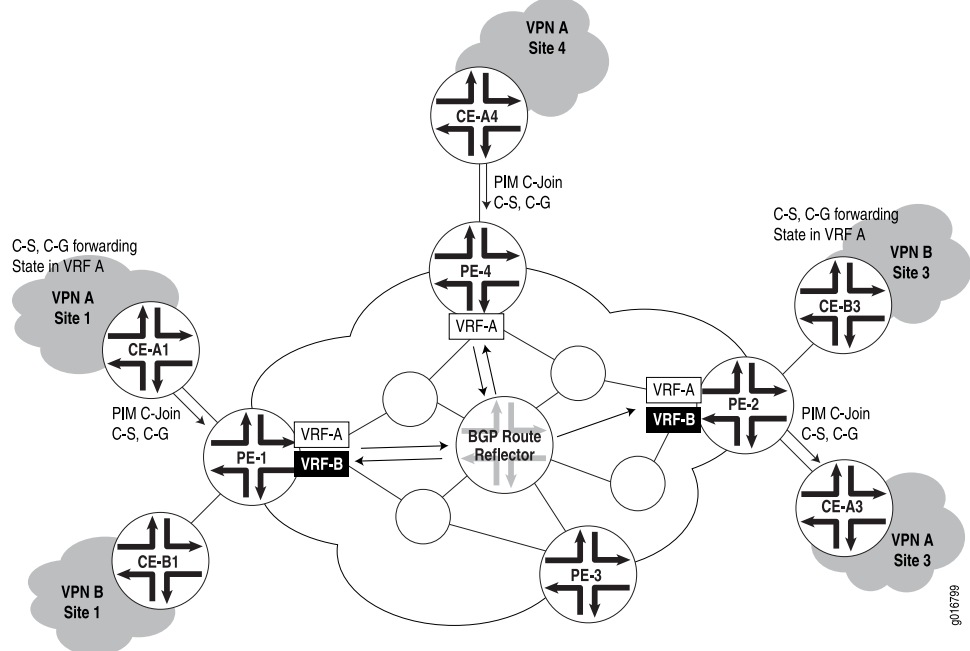 VPN A
Site 4
CE-A4
PIM C-Join
C-S, C-G
C-S, C-G forwarding
State in VRF A
VPN A
Site 1
CE-A1
PIM C-Join
C-S, C-G
PE-4
VRF-A
C-S, C-G forwarding
State in VRF A
VPN B
Site 3
CE-B3
VRF-A
VRF-B
PE-2
PIM C-Join
C-S, C-G
BGP Route
Reflector
VRF-A
VRF-B
PE-1
CE-A3
VPN A
Site 3
CE-B1
VPN B
Site 1
PE-3
g016799